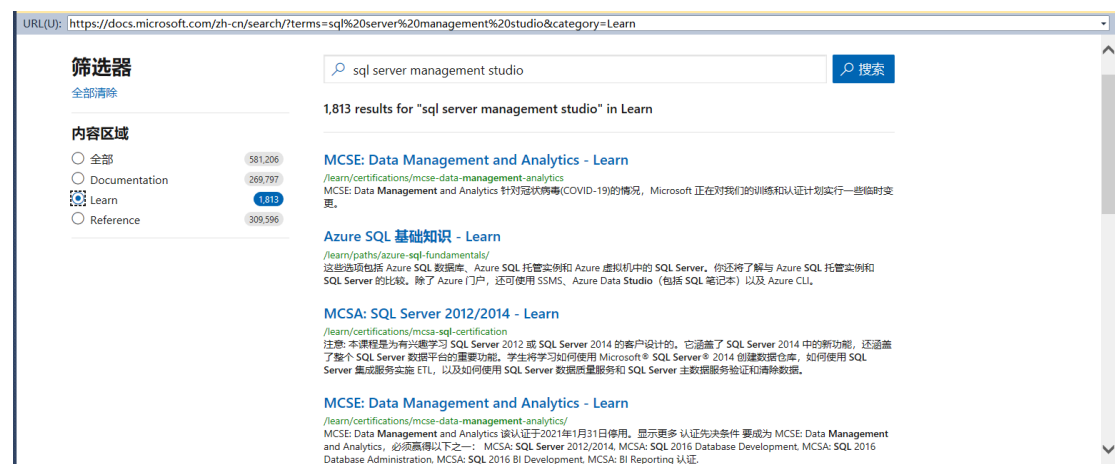 URL(U): https://docs.microsoft.com/zh-cn/search/?terms=sql%20server%20management%20studio&category=Learn
筛选器
全部清除
内容区域
全部 581,206
Documentation 269,797
Learn 1,813
Reference 309,596
sql server management studio 搜索
1,813 results for "sql server management studio" in Learn
MCSE: Data Management and Analytics - Learn
/learn/certifications/mcse-data-management-analytics
MCSE: Data Management and Analytics 针对冠状病毒(COVID-19)的情况，Microsoft 正在对我们的训练和认证计划实行一些临时变
更。
Azure SQL 基础知识 - Learn
/learn/paths/azure-sql-fundamentals/
这些选项包括 Azure SQL 数据库、Azure SQL 托管实例和 Azure 虚拟机中的 SQL Server。你还将了解与 Azure SQL 托管实例和
SQL Server 的比较。除了 Azure 门户，还可使用 SSMS、Azure Data Studio（包括 SQL 笔记本）以及 Azure CLI。
MCSA: SQL Server 2012/2014 - Learn
/learn/certifications/mcsa-sql-certification
注意: 本课程是为有兴趣学习 SQL Server 2012 或 SQL Server 2014 的客户设计的。它涵盖了 SQL Server 2014 中的新功能，还涵盖
了整个 SQL Server 数据平台的重要功能。学生将学习如何使用 Microsoft® SQL Server® 2014 创建数据仓库，如何使用 SQL
Server 集成服务实施 ETL，以及如何使用 SQL Server 数据质量服务和 SQL Server 主数据服务验证和清除数据。
MCSE: Data Management and Analytics - Learn
/learn/certifications/mcse-data-management-analytics/
MCSE: Data Management and Analytics 该认证于2021年1月31日停用。显示更多 认证先决条件 要成为 MCSE: Data Management
and Analytics，必须赢得以下之一： MCSA: SQL Server 2012/2014, MCSA: SQL 2016 Database Development, MCSA: SQL 2016
Database Administration, MCSA: SQL 2016 BI Development, MCSA: BI Reporting 认证.